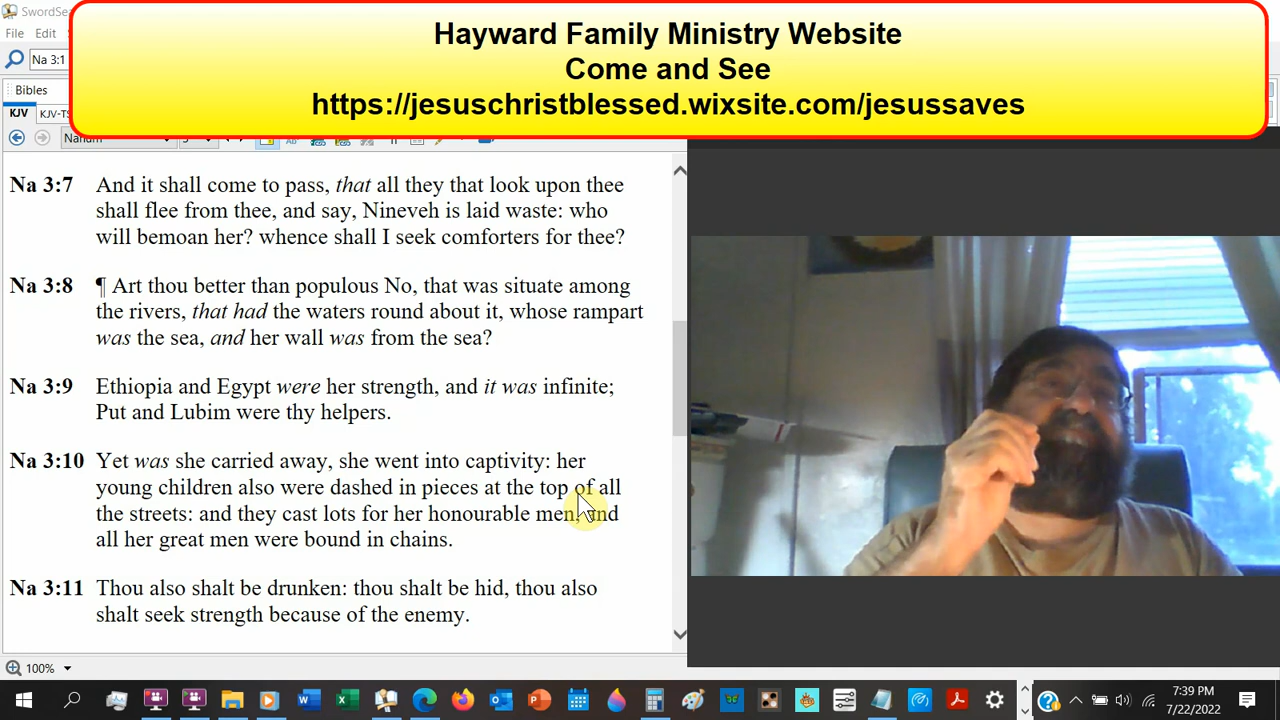 Hayward Family Ministry Website
Come and See
https://jesuschristblessed.wixsite.com/jesussaves
SwordSe
File Edit
Na 3:1
Bibles
KJV KJV-TS
Nahum
Na 3:7 And it shall come to pass, that all they that look upon thee
shall flee from thee, and say, Nineveh is laid waste: who
will bemoan her? whence shall I seek comforters for thee?
Na 3:8 ¶ Art thou better than populous No, that was situate among
the rivers, that had the waters round about it, whose rampart
was the sea, and her wall was from the sea?
Na 3:9 Ethiopia and Egypt were her strength, and it was infinite;
Put and Lubim were thy helpers.
Na 3:10 Yet was she carried away, she went into captivity: her
young children also were dashed in pieces at the top of all
the streets: and they cast lots for her honourable men, and
all her great men were bound in chains.
Na 3:11 Thou also shalt be drunken: thou shalt be hid, thou also
shalt seek strength because of the enemy.
100%
7:39 PM
7/22/2022